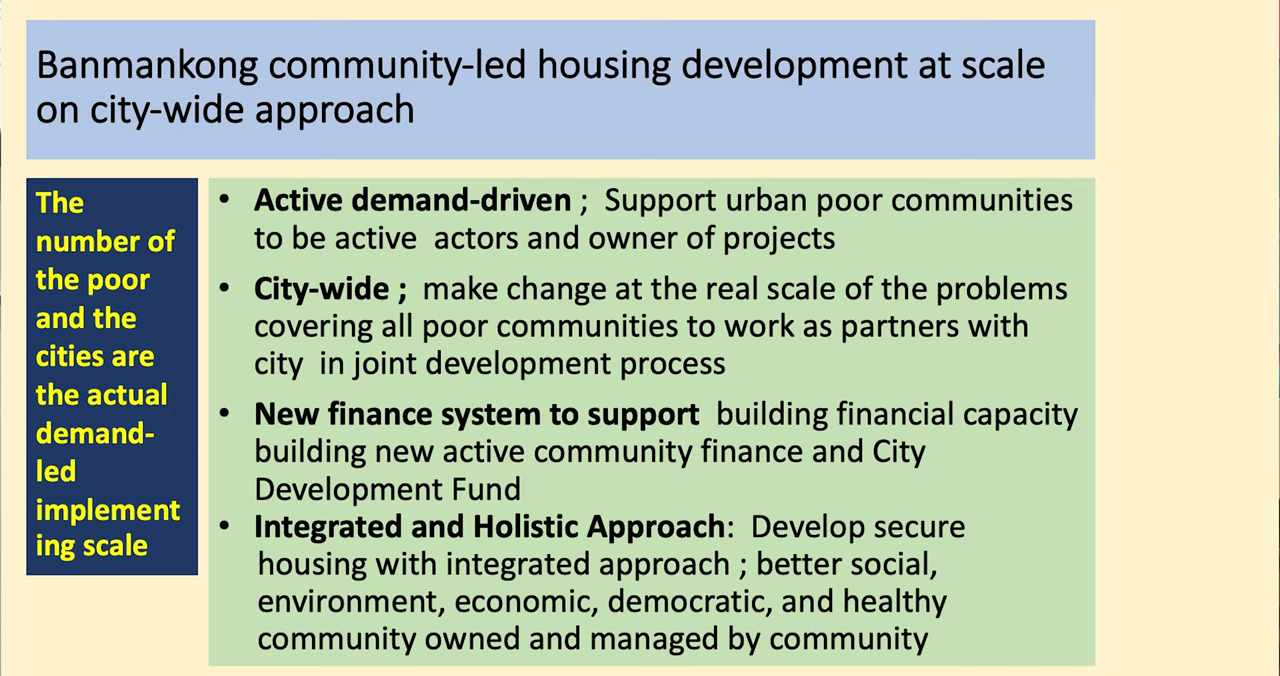 Banmankong community-led housing development at scale
on city-wide approach
The
number of
the poor
and the
cities are
the actual
demand-
led
implement
ing scale
• Active demand-driven ; Support urban poor communities
to be active actors and owner of projects
• City-wide ; make change at the real scale of the problems
covering all poor communities to work as partners with
city in joint development process
• New finance system to support building financial capacity
building new active community finance and City
Development Fund
• Integrated and Holistic Approach: Develop secure
housing with integrated approach ; better social,
environment, economic, democratic, and healthy
community owned and managed by community